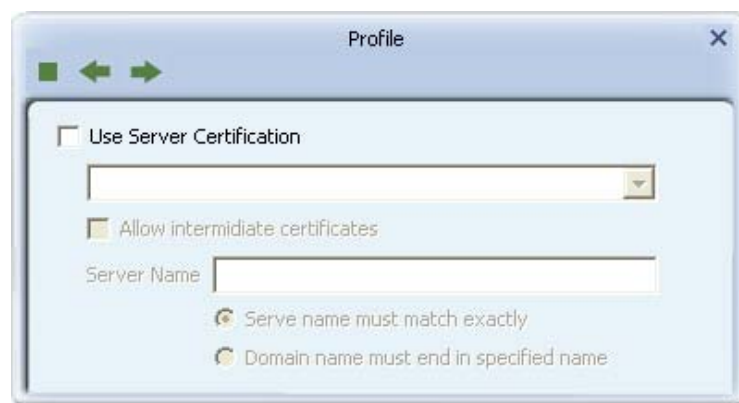 Profile
Use Server Certification
Allow intermidiate certificates
Server Name
Serve name must match exactly
Domain name must end in specified name